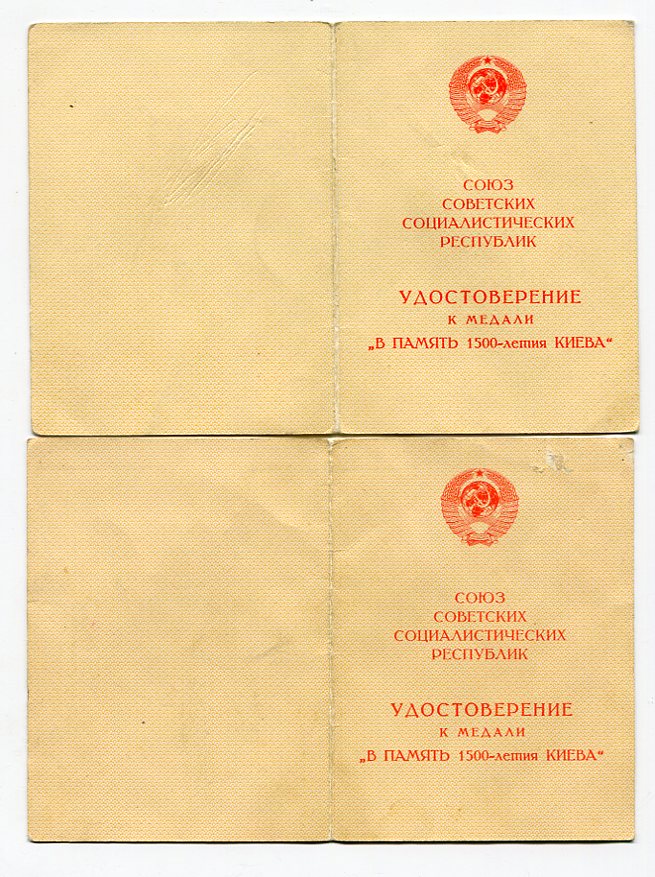 СОЮЗ
СОВЕТСКИХ
СОЦИАЛИСТИЧЕСКИХ
РЕСПУБЛИК
УДОСТОВЕРЕНИЕ
К МЕДАЛИ
„В ПАМЯТЬ 1500-летия КИЕВА“
СОЮЗ
СОВЕТСКИХ
СОЦИАЛИСТИЧЕСКИХ
РЕСПУБЛИК
УДОСТОВЕРЕНИЕ
К МЕДАЛИ
„В ПАМЯТЬ 1500-летия КИЕВА“